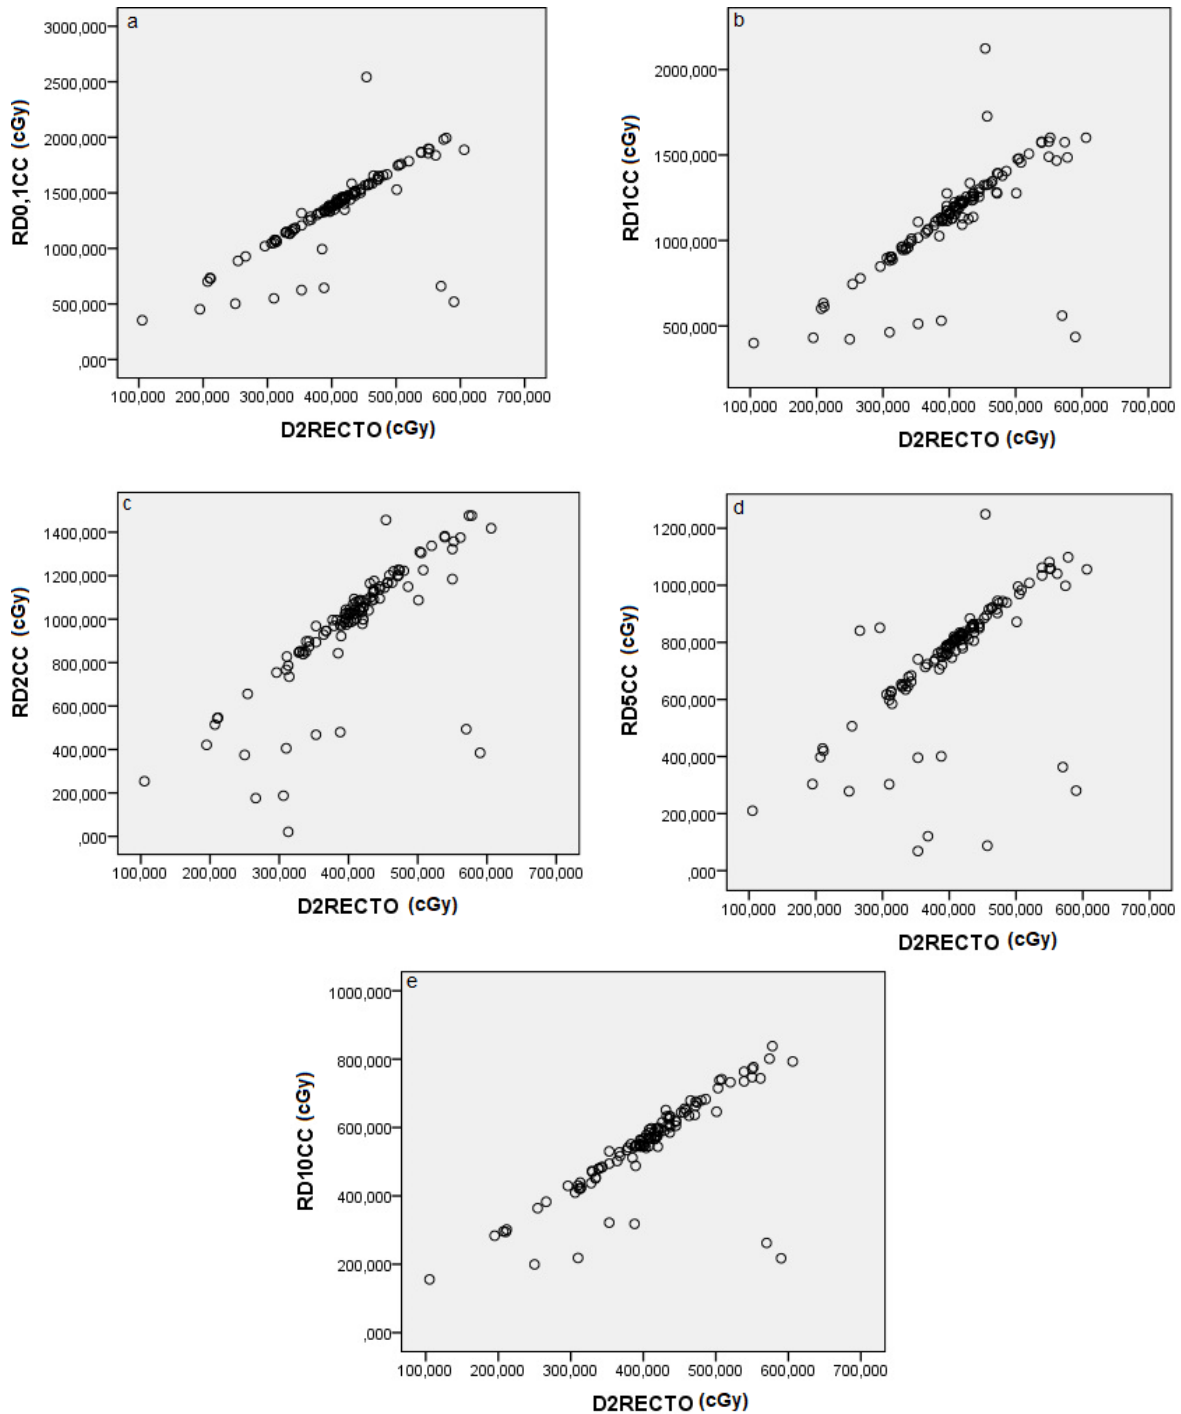 a
3000,000
2500,000
2000,000
1500,000
1000,000
500,000
,000
RD0,1CC (cGy)
100,000 200,000 300,000 400,000 500,000 600,000 700,000
D2RECTO (cGy)
b
2000,000
1500,000
1000,000
500,000
RD1CC (cGy)
100,000 200,000 300,000 400,000 500,000 600,000 700,000
D2RECTO (cGy)
c
1400,000
1200,000
1000,000
800,000
600,000
400,000
200,000
,000
RD2CC (cGy)
100,000 200,000 300,000 400,000 500,000 600,000 700,000
D2RECTO (cGy)
d
1200,000
1000,000
800,000
600,000
400,000
200,000
,000
RD5CC (cGy)
100,000 200,000 300,000 400,000 500,000 600,000 700,000
D2RECTO (cGy)
e
1000,000
800,000
600,000
400,000
200,000
,000
RD10CC (cGy)
100,000 200,000 300,000 400,000 500,000 600,000 700,000
D2RECTO (cGy)